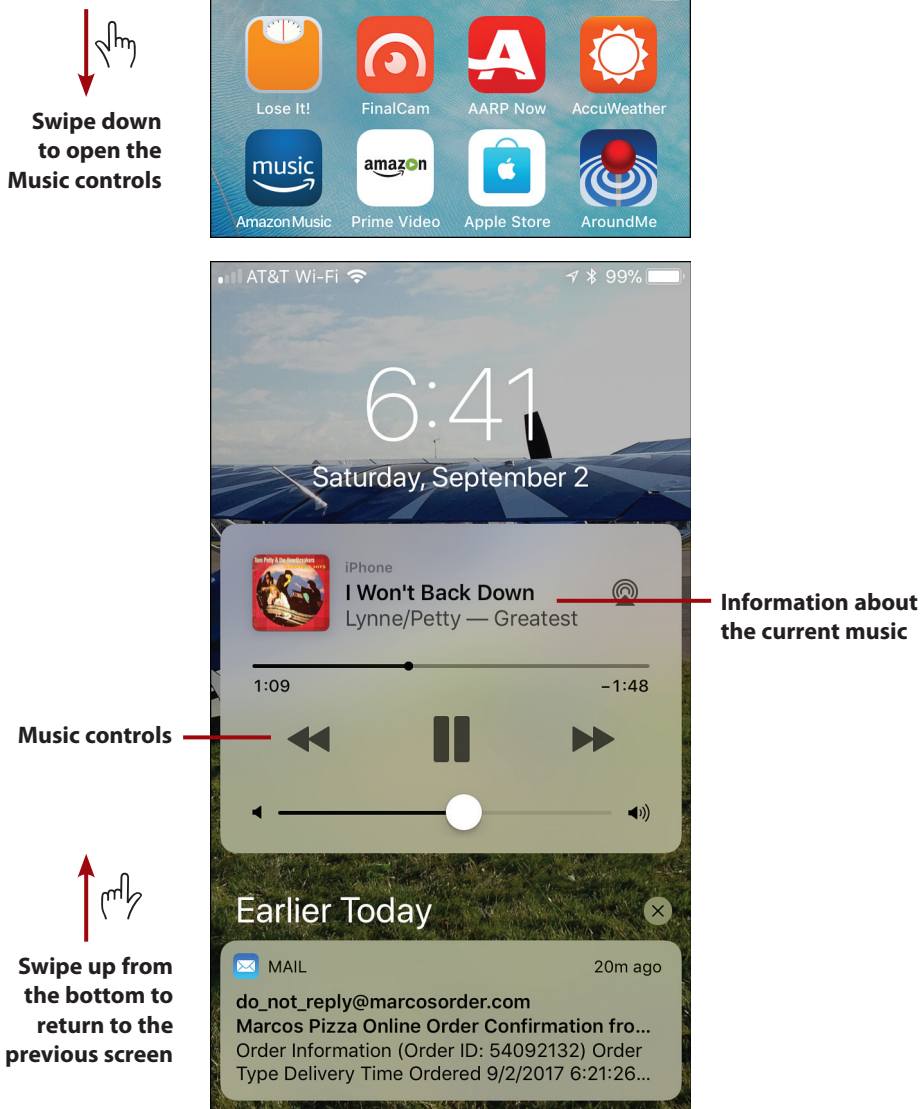 Swipe down
to open the
Music controls
Lose It!
FinalCam
AARP Now
AccuWeather
music
amazon
AmazonMusic
Prime Video
Apple Store
AroundMe
AT&T Wi-Fi
99%
6:41
Saturday, September 2
Tom Petty & the Heartbreakers
iPhone
I Won't Back Down
Lynne/Petty — Greatest
Information about
the current music
1:09
−1:48
Music controls
Earlier Today
Swipe up from
the bottom to
return to the
previous screen
MAIL
20m ago
do_not_reply@marcosorder.com
Marcos Pizza Online Order Confirmation fro...
Order Information (Order ID: 54092132) Order
Type Delivery Time Ordered 9/2/2017 6:21:26...